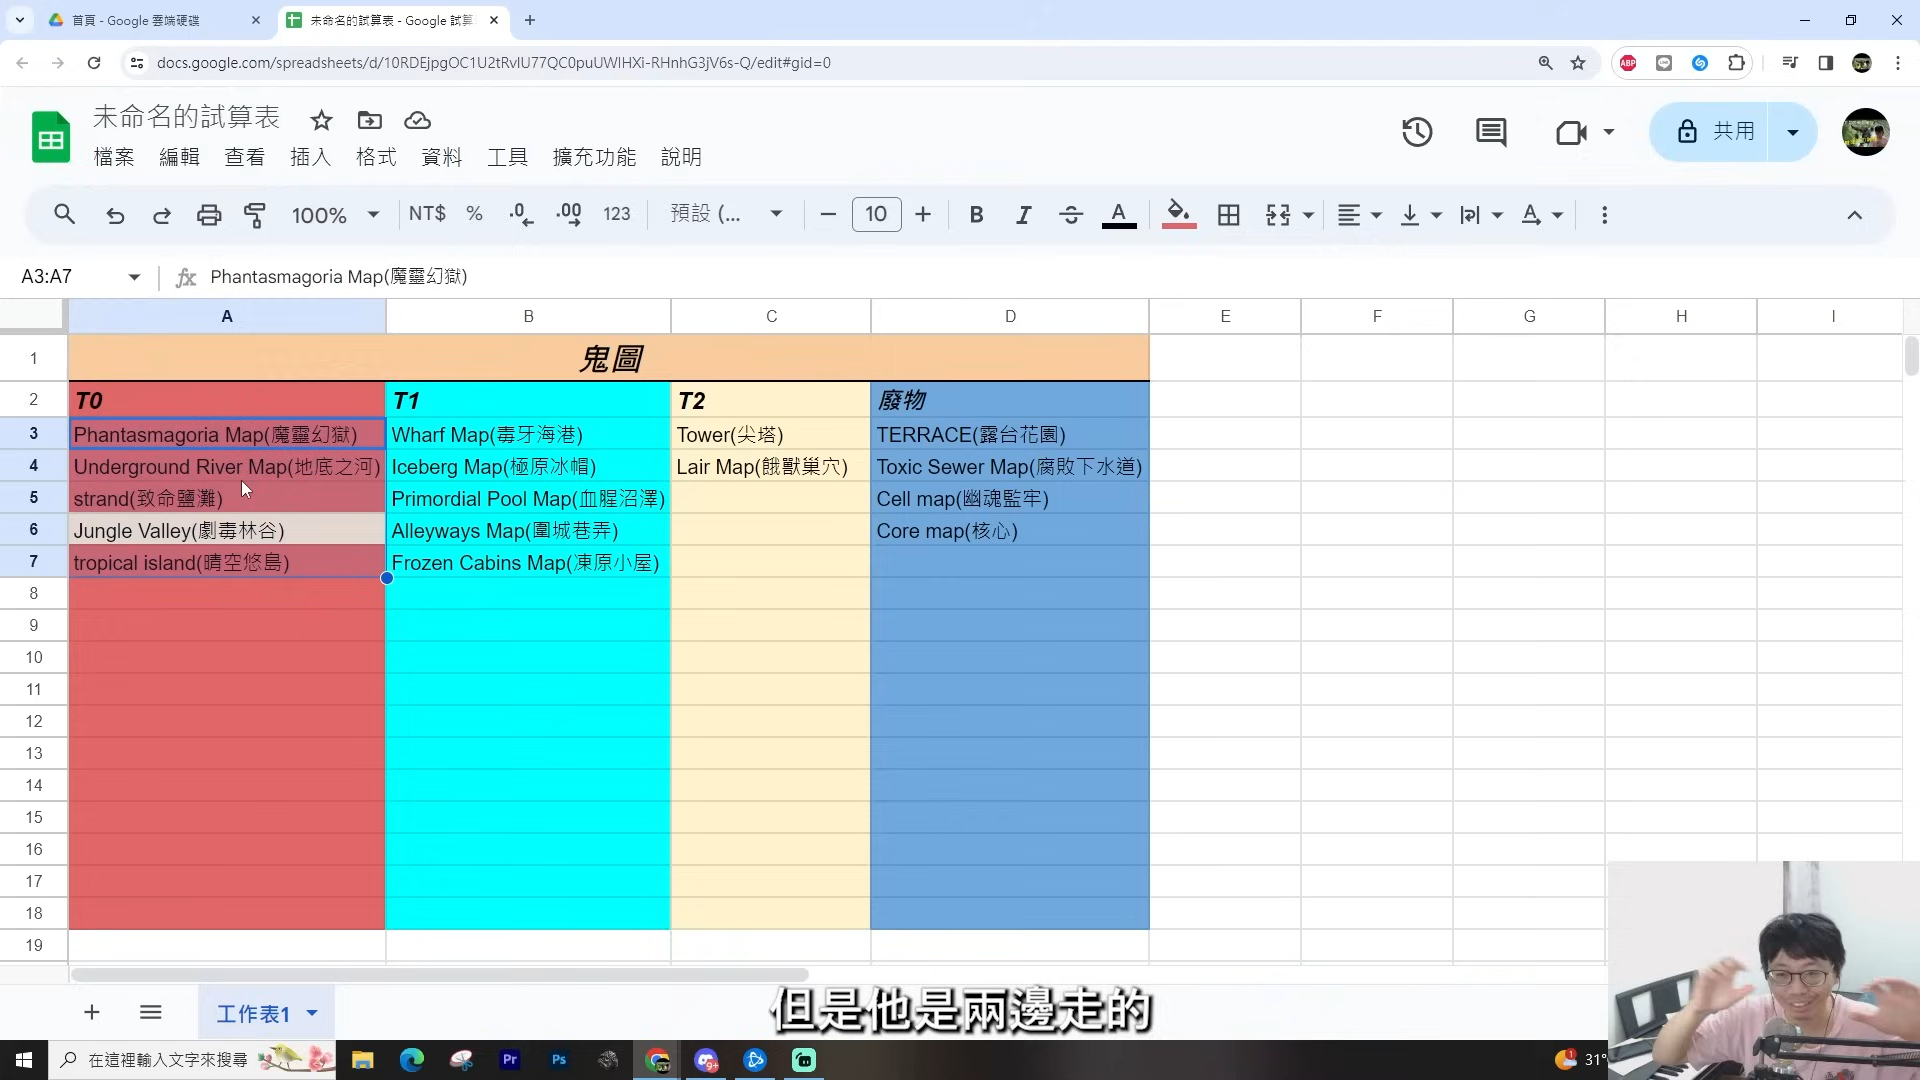 首頁 - Google 雲端硬碟
未命名的試算表 - Google 試算
docs.google.com/spreadsheets/d/10RDEjpgOC1U2tRvIU77QC0puUWIHXi-RHnhG3jV6s-Q/edit#gid=0
ABP
未命名的試算表
檔案 編輯 查看 插入 格式 資料 工具 擴充功能 說明
共用
100% NT$ % .0 .00 123 預設 (... 10 B I A
A3:A7 fx Phantasmagoria Map(魔靈幻獄)
A B C D E F G H I
1 鬼圖
2 T0 T1 T2 廢物
3 Phantasmagoria Map(魔靈幻獄) Wharf Map(毒牙海港) Tower(尖塔) TERRACE(露台花園)
4 Underground River Map(地底之河) Iceberg Map(極原冰帽) Lair Map(餓獸巢穴) Toxic Sewer Map(腐敗下水道)
5 strand(致命鹽灘) Primordial Pool Map(血腥沼澤) Cell map(幽魂監牢)
6 Jungle Valley(劇毒林谷) Alleyways Map(圍城巷弄) Core map(核心)
7 tropical island(晴空悠島) Frozen Cabins Map(凍原小屋)
8
9
10
11
12
13
14
15
16
17
18
19
工作表1
但是他是兩邊走的
在這裡輸入文字來搜尋
Pr Ps 9+
1 31°